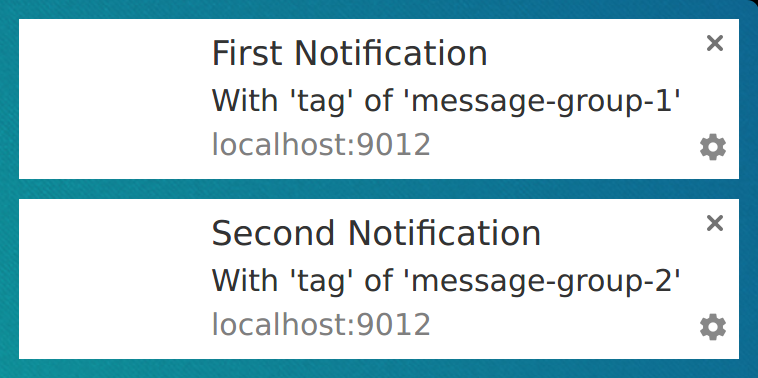 First Notification
With 'tag' of 'message-group-1'
localhost:9012
Second Notification
With 'tag' of 'message-group-2'
localhost:9012